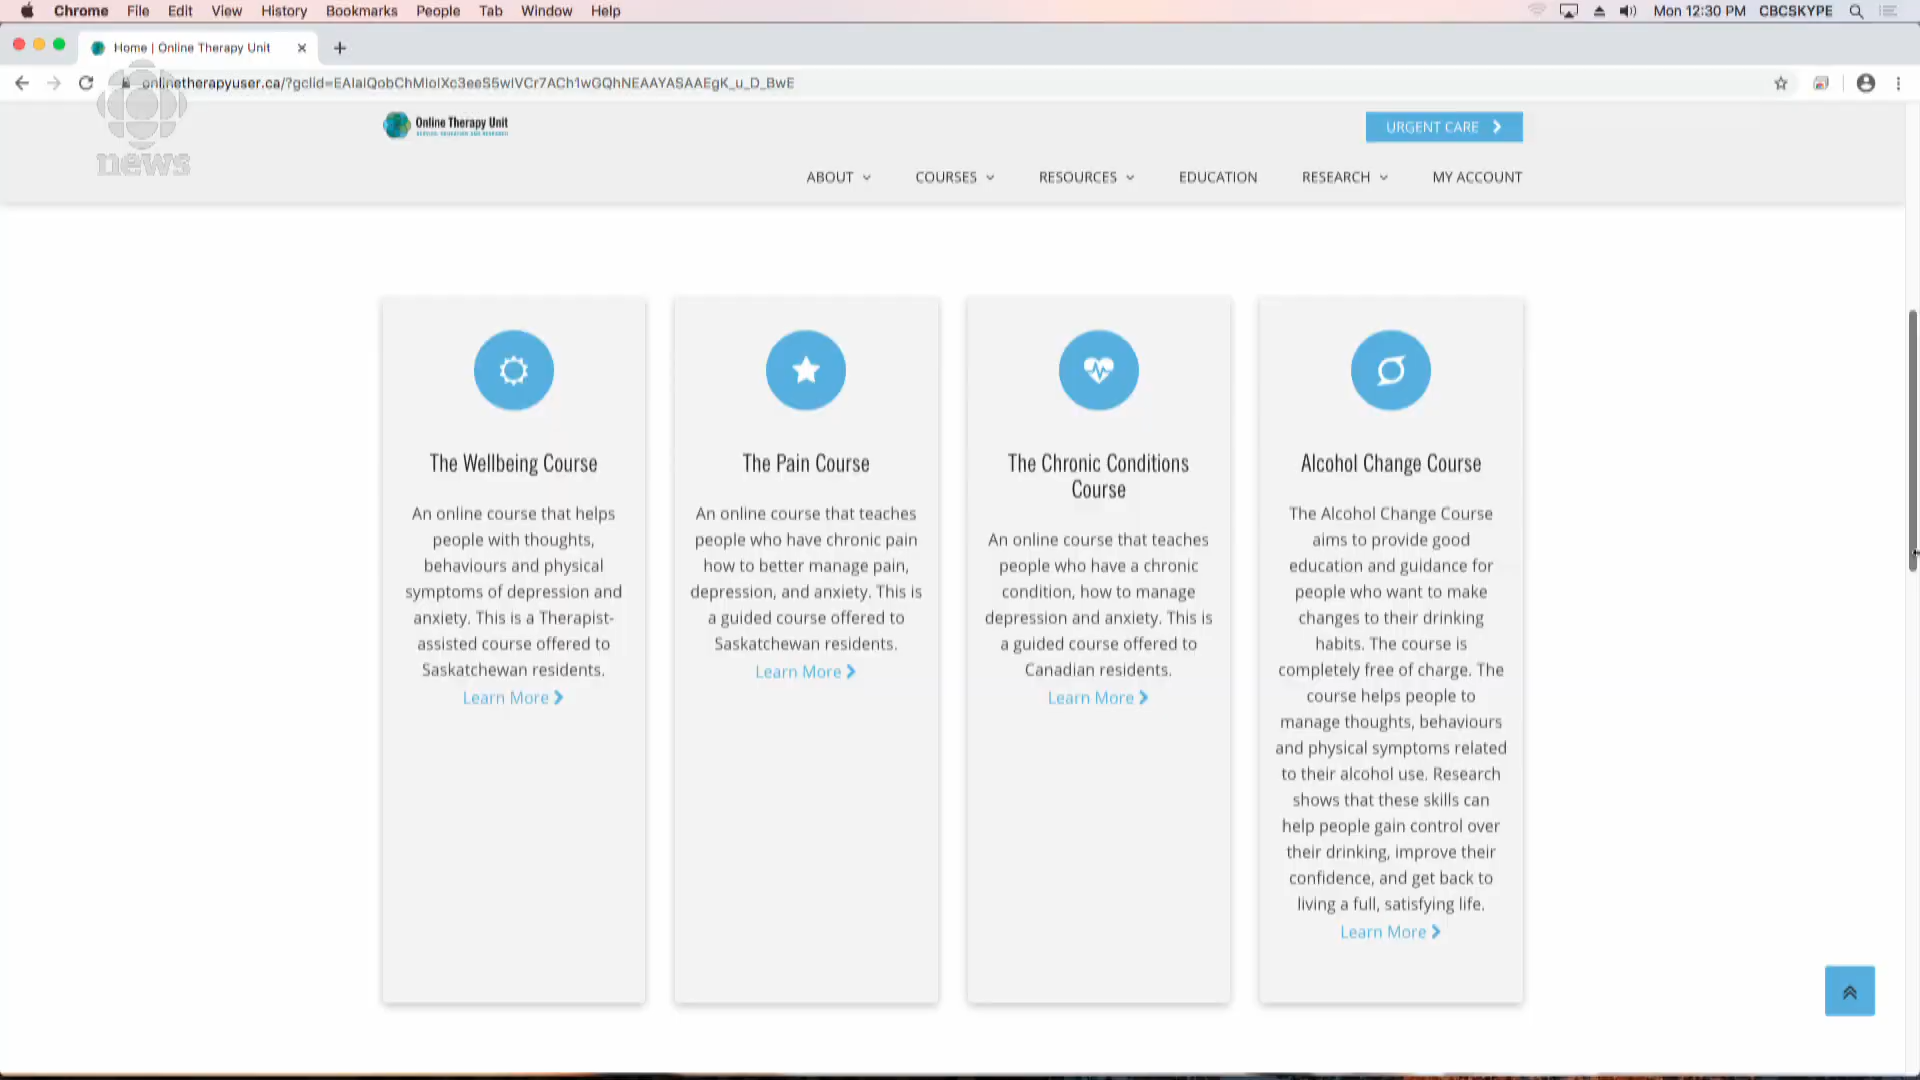 Chrome File Edit View History Bookmarks People Tab Window Help Mon 12:30 PM CBCSKYPE
Home | Online Therapy Unit
onlinetherapyuser.ca/?gclid=EAIaIQobChMIoIXc3eeS5wIVCr7ACh1wGQhNEAAYASAAEgK_u_D_BwE
news
Online Therapy Unit
SERVICE, EDUCATION AND RESEARCH
URGENT CARE
ABOUT COURSES RESOURCES EDUCATION RESEARCH MY ACCOUNT
The Wellbeing Course
An online course that helps
people with thoughts,
behaviours and physical
symptoms of depression and
anxiety. This is a Therapist-
assisted course offered to
Saskatchewan residents.
Learn More
The Pain Course
An online course that teaches
people who have chronic pain
how to better manage pain,
depression, and anxiety. This is
a guided course offered to
Saskatchewan residents.
Learn More
The Chronic Conditions
Course
An online course that teaches
people who have a chronic
condition, how to manage
depression and anxiety. This is
a guided course offered to
Canadian residents.
Learn More
Alcohol Change Course
The Alcohol Change Course
aims to provide good
education and guidance for
people who want to make
changes to their drinking
habits. The course is
completely free of charge. The
course helps people to
manage thoughts, behaviours
and physical symptoms related
to their alcohol use. Research
shows that these skills can
help people gain control over
their drinking, improve their
confidence, and get back to
living a full, satisfying life.
Learn More